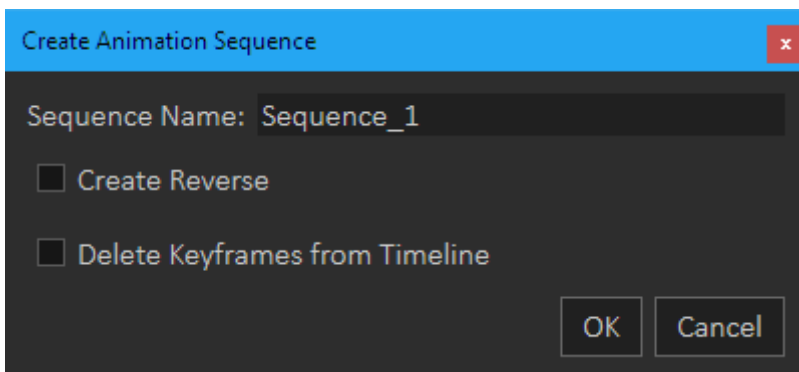 Create Animation Sequence x
Sequence Name: Sequence_1
Create Reverse
Delete Keyframes from Timeline
OK Cancel